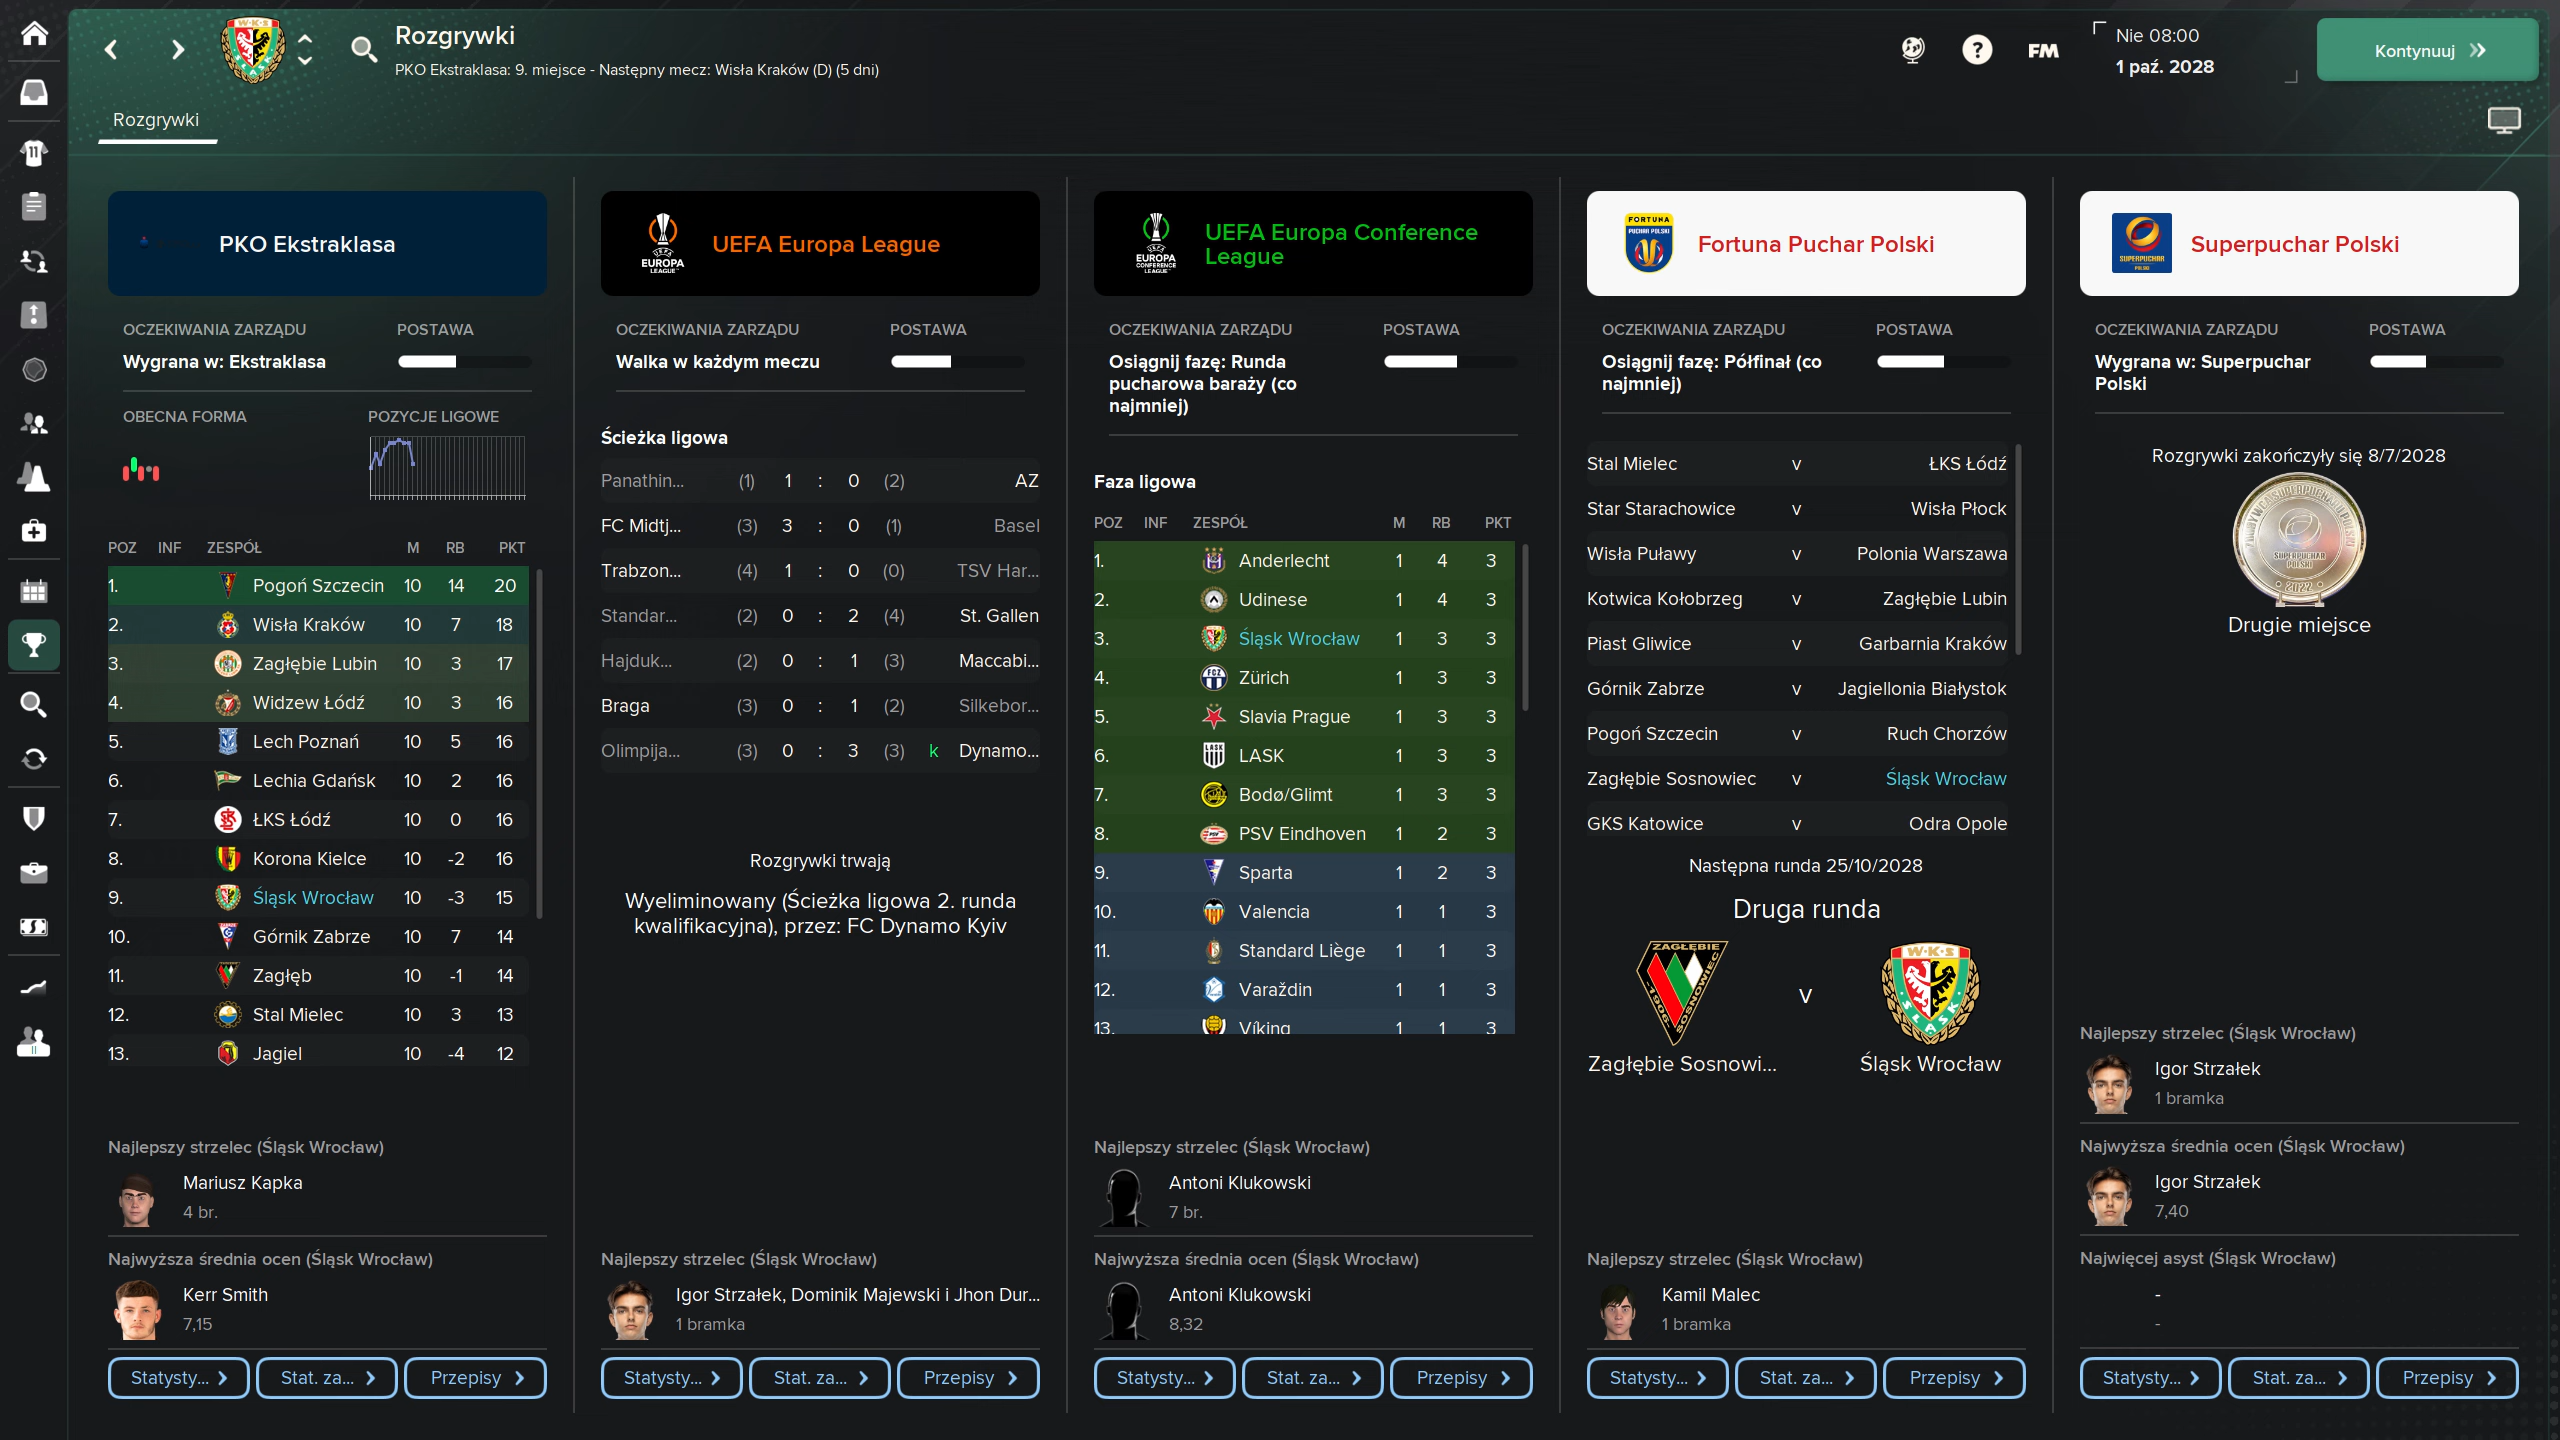 Rozgrywki
PKO Ekstraklasa: 9. miejsce - Następny mecz: Wisła Kraków (D) (5 dni)
FM
Nie 08:00
1 paź. 2028
Kontynuuj
Rozgrywki
PKO Ekstraklasa
OCZEKIWANIA ZARZĄDU POSTAWA
Wygrana w: Ekstraklasa
OBECNA FORMA POZYCJE LIGOWE
POZ INF ZESPÓŁ M RB PKT
1. Pogoń Szczecin 10 14 20
2. Wisła Kraków 10 7 18
3. Zagłębie Lubin 10 3 17
4. Widzew Łódź 10 3 16
5. Lech Poznań 10 5 16
6. Lechia Gdańsk 10 2 16
7. ŁKS Łódź 10 0 16
8. Korona Kielce 10 -2 16
9. Śląsk Wrocław 10 -3 15
10. Górnik Zabrze 10 7 14
11. Zagłęb 10 -1 14
12. Stal Mielec 10 3 13
13. Jagiel 10 -4 12
Najlepszy strzelec (Śląsk Wrocław)
Mariusz Kapka
4 br.
Najwyższa średnia ocen (Śląsk Wrocław)
Kerr Smith
7,15
Statysty... Stat. za... Przepisy
UEFA Europa League
OCZEKIWANIA ZARZĄDU POSTAWA
Walka w każdym meczu
Ścieżka ligowa
Panathin... (1) 1 : 0 (2) AZ
FC Midtj... (3) 3 : 0 (1) Basel
Trabzon... (4) 1 : 0 (0) TSV Har...
Standar... (2) 0 : 2 (4) St. Gallen
Hajduk... (2) 0 : 1 (3) Maccabi...
Braga (3) 0 : 1 (2) Silkebor...
Olimpija... (3) 0 : 3 (3) k Dynamo...
Rozgrywki trwają
Wyeliminowany (Ścieżka ligowa 2. runda
kwalifikacyjna), przez: FC Dynamo Kyiv
Najlepszy strzelec (Śląsk Wrocław)
Igor Strzałek, Dominik Majewski i Jhon Dur...
1 bramka
Statysty... Stat. za... Przepisy
UEFA Europa Conference
League
OCZEKIWANIA ZARZĄDU POSTAWA
Osiągnij fazę: Runda
pucharowa baraży (co
najmniej)
Faza ligowa
POZ INF ZESPÓŁ M RB PKT
1. Anderlecht 1 4 3
2. Udinese 1 4 3
3. Śląsk Wrocław 1 3 3
4. Zürich 1 3 3
5. Slavia Prague 1 3 3
6. LASK 1 3 3
7. Bodø/Glimt 1 3 3
8. PSV Eindhoven 1 2 3
9. Sparta 1 2 3
10. Valencia 1 1 3
11. Standard Liège 1 1 3
12. Varaždin 1 1 3
13. Víking 1 1 3
Najlepszy strzelec (Śląsk Wrocław)
Antoni Klukowski
7 br.
Najwyższa średnia ocen (Śląsk Wrocław)
Antoni Klukowski
8,32
Statysty... Stat. za... Przepisy
Fortuna Puchar Polski
OCZEKIWANIA ZARZĄDU POSTAWA
Osiągnij fazę: Półfinał (co
najmniej)
Stal Mielec v ŁKS Łódź
Star Starachowice v Wisła Płock
Wisła Puławy v Polonia Warszawa
Kotwica Kołobrzeg v Zagłębie Lubin
Piast Gliwice v Garbarnia Kraków
Górnik Zabrze v Jagiellonia Białystok
Pogoń Szczecin v Ruch Chorzów
Zagłębie Sosnowiec v Śląsk Wrocław
GKS Katowice v Odra Opole
Następna runda 25/10/2028
Druga runda
v
Zagłębie Sosnowi... Śląsk Wrocław
Najlepszy strzelec (Śląsk Wrocław)
Kamil Malec
1 bramka
Statysty... Stat. za... Przepisy
Superpuchar Polski
OCZEKIWANIA ZARZĄDU POSTAWA
Wygrana w: Superpuchar
Polski
Rozgrywki zakończyły się 8/7/2028
Drugie miejsce
Najlepszy strzelec (Śląsk Wrocław)
Igor Strzałek
1 bramka
Najwyższa średnia ocen (Śląsk Wrocław)
Igor Strzałek
7,40
Najwięcej asyst (Śląsk Wrocław)
-
-
Statysty... Stat. za... Przepisy